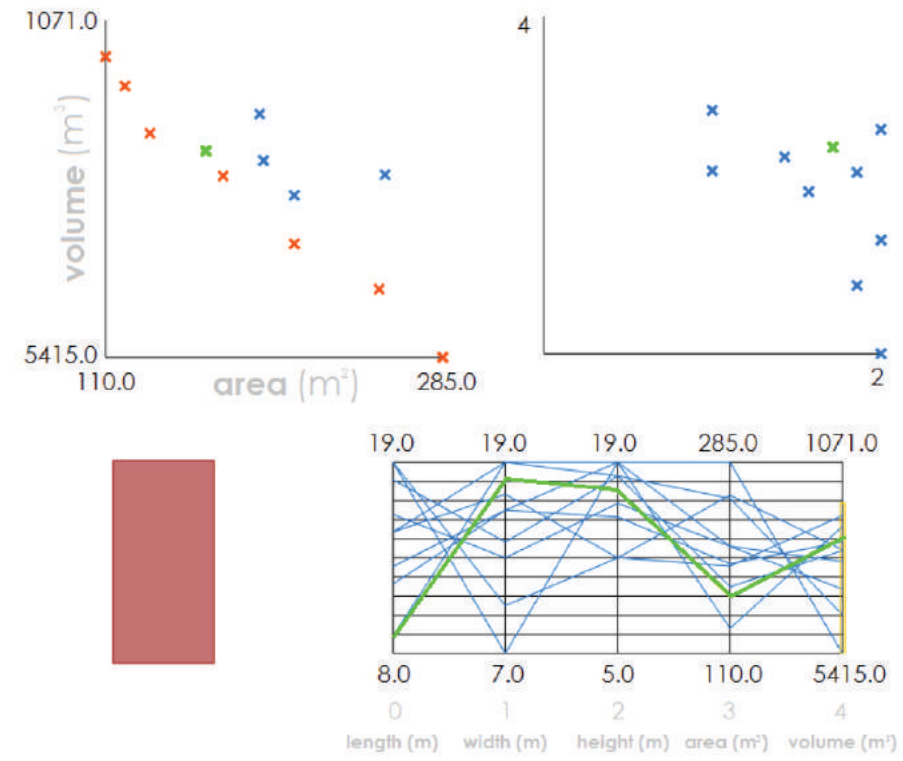 1071.0
volume (m³)
5415.0
110.0
area (m²)
285.0
4
2
19.0 19.0 19.0 285.0 1071.0
8.0 7.0 5.0 110.0 5415.0
0 1 2 3 4
length (m) width (m) height (m) area (m²) volume (m³)